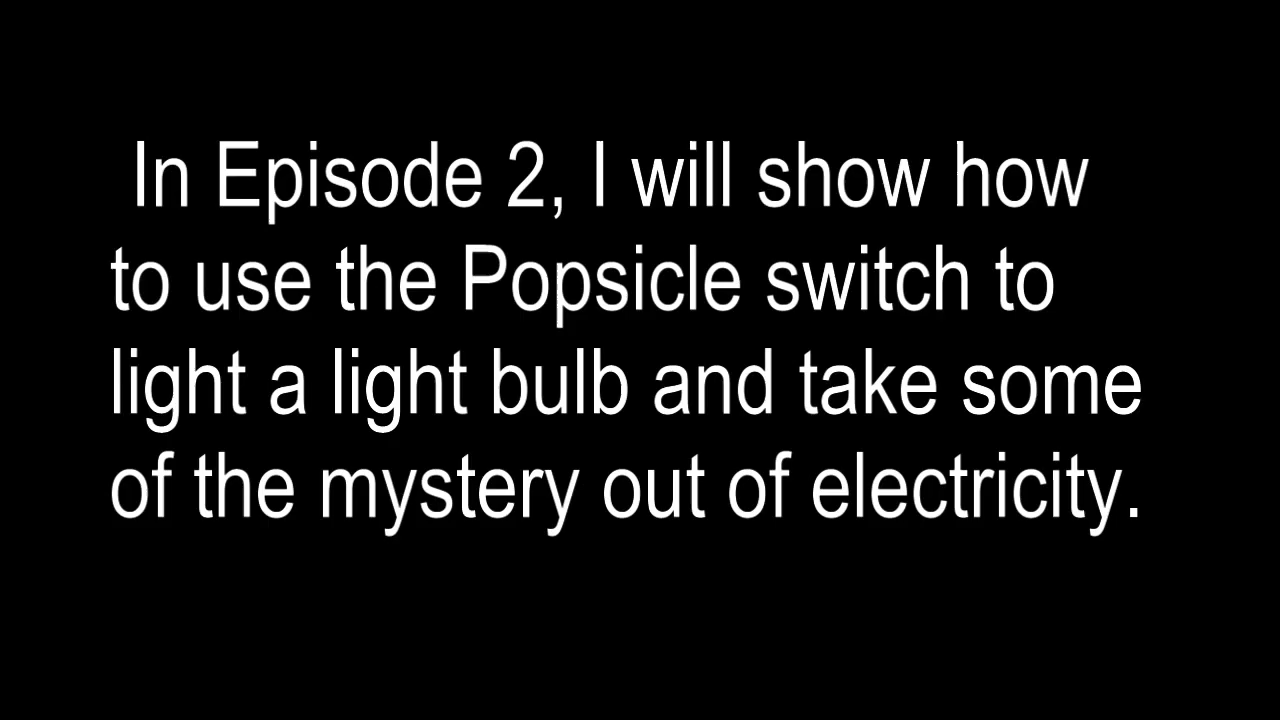 In Episode 2, I will show how
to use the Popsicle switch to
light a light bulb and take some
of the mystery out of electricity.